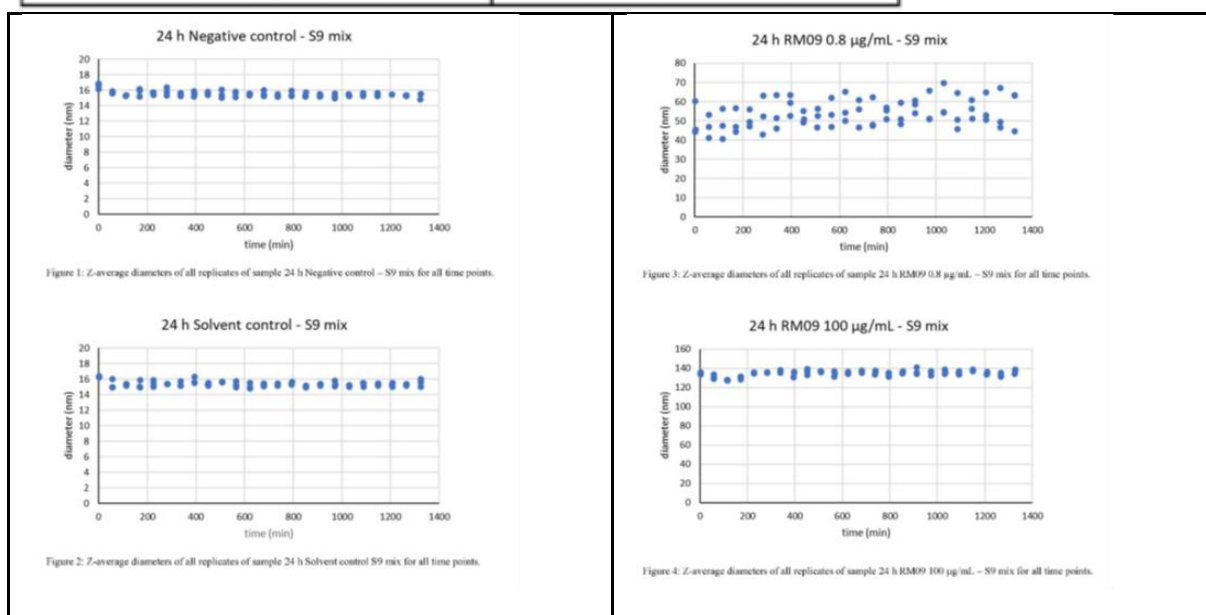 24 h Negative control - S9 mix
20
18
16
14
12
10
8
6
4
2
0
diameter (nm)
0 200 400 600 800 1000 1200 1400
time (min)
Figure 1: Z-average diameters of all replicates of sample 24 h Negative control – S9 mix for all time points.
24 h Solvent control - S9 mix
20
18
16
14
12
10
8
6
4
2
0
diameter (nm)
0 200 400 600 800 1000 1200 1400
time (min)
Figure 2: Z-average diameters of all replicates of sample 24 h Solvent control S9 mix for all time points.
24 h RM09 0.8 µg/mL - S9 mix
80
70
60
50
40
30
20
10
0
diameter (nm)
0 200 400 600 800 1000 1200 1400
time (min)
Figure 3: Z-average diameters of all replicates of sample 24 h RM09 0.8 µg/mL – S9 mix for all time points.
24 h RM09 100 µg/mL - S9 mix
160
140
120
100
80
60
40
20
0
diameter (nm)
0 200 400 600 800 1000 1200 1400
time (min)
Figure 4: Z-average diameters of all replicates of sample 24 h RM09 100 µg/mL – S9 mix for all time points.